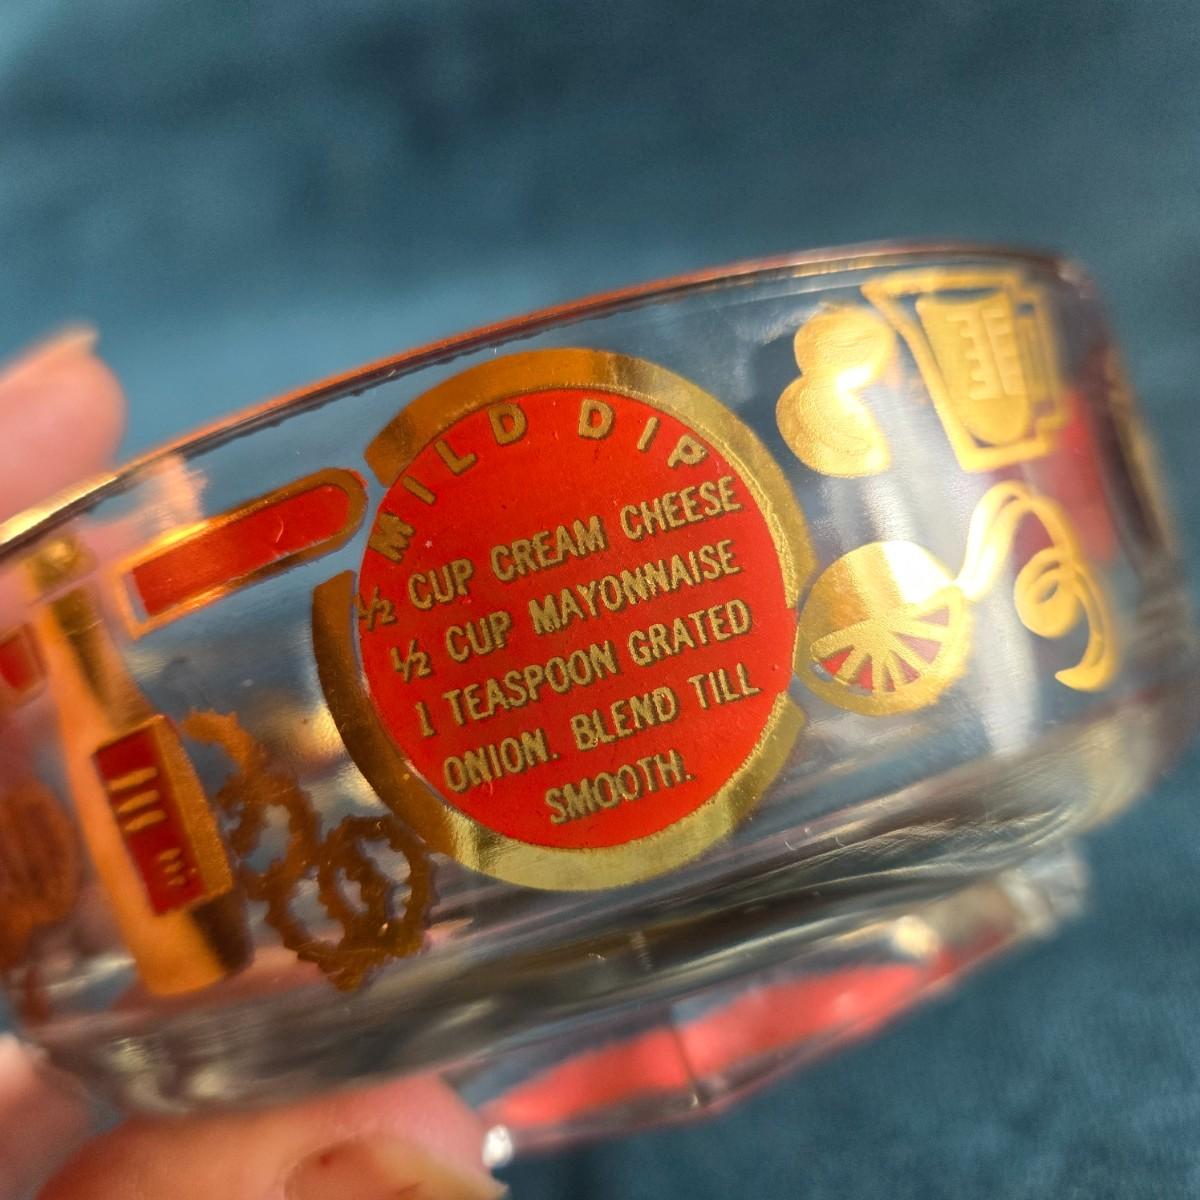 MILD DIP
½ CUP CREAM CHEESE
½ CUP MAYONNAISE
1 TEASPOON GRATED
ONION. BLEND TILL
SMOOTH.